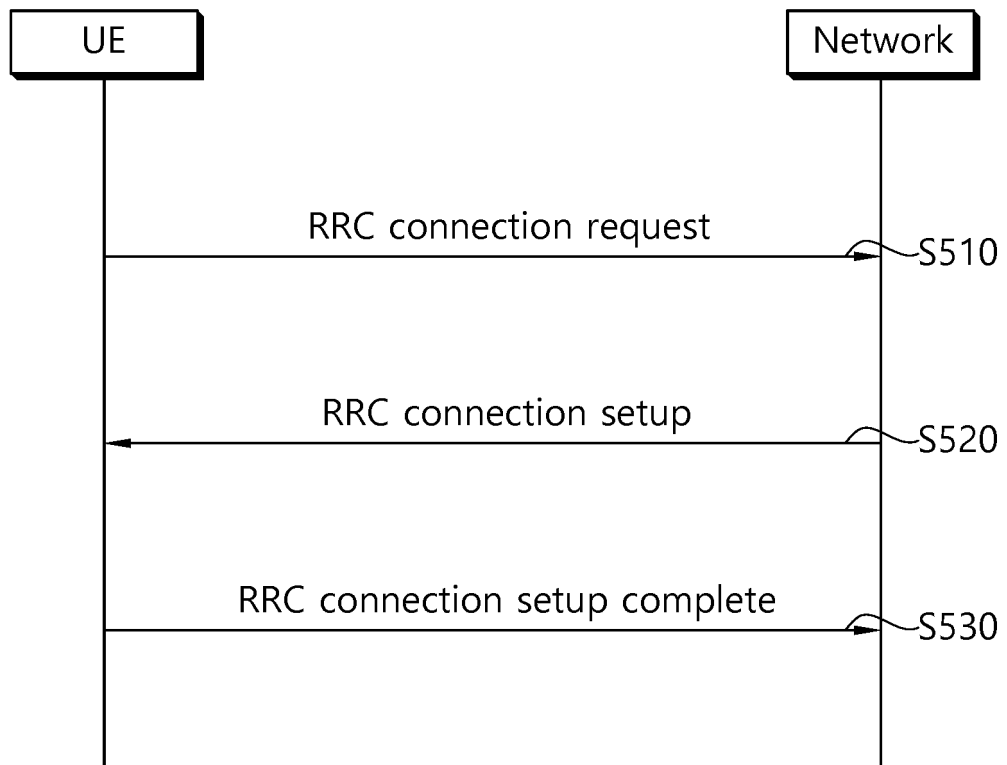 UE
Network
RRC connection request
S510
RRC connection setup
S520
RRC connection setup complete
S530